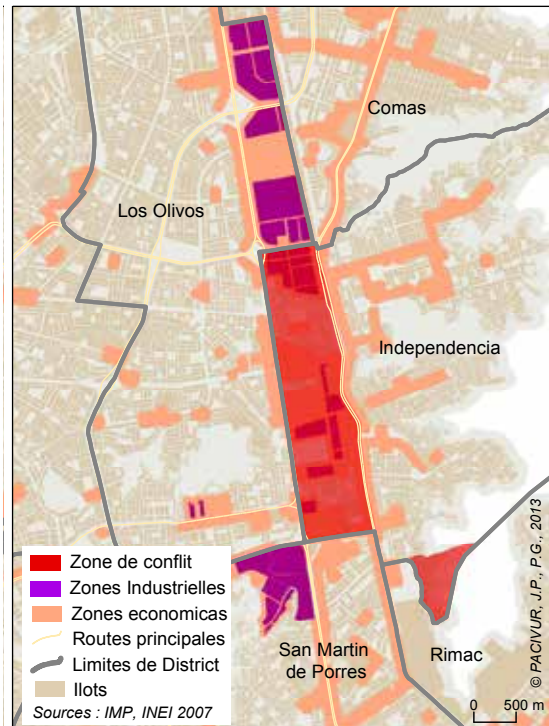 Comas
Los Olivos
Independencia
Zone de conflit
Zones Industrielles
Zones economicas
Routes principales
Limites de District
Ilots
Sources : IMP, INEI 2007
San Martin
de Porres
Rimac
0 500 m
© PACIVUR, J.P., P.G., 2013